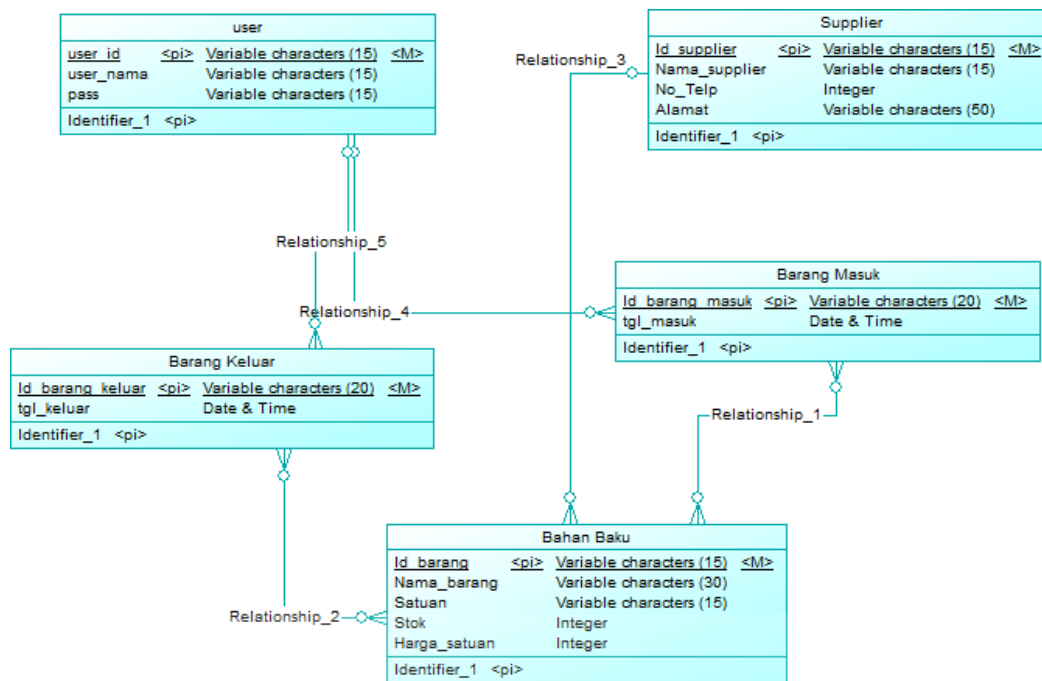 user
user_id <pi> Variable characters (15) <M>
user_nama Variable characters (15)
pass Variable characters (15)
Identifier_1 <pi>
Supplier
Id_supplier <pi> Variable characters (15) <M>
Nama_supplier Variable characters (15)
No_Telp Integer
Alamat Variable characters (50)
Identifier_1 <pi>
Relationship_3
Relationship_5
Relationship_4
Barang Masuk
Id_barang_masuk <pi> Variable characters (20) <M>
tgl_masuk Date & Time
Identifier_1 <pi>
Barang Keluar
Id_barang_keluar <pi> Variable characters (20) <M>
tgl_keluar Date & Time
Identifier_1 <pi>
Relationship_1
Bahan Baku
Id_barang <pi> Variable characters (15) <M>
Nama_barang Variable characters (30)
Satuan Variable characters (15)
Stok Integer
Harga_satuan Integer
Identifier_1 <pi>
Relationship_2